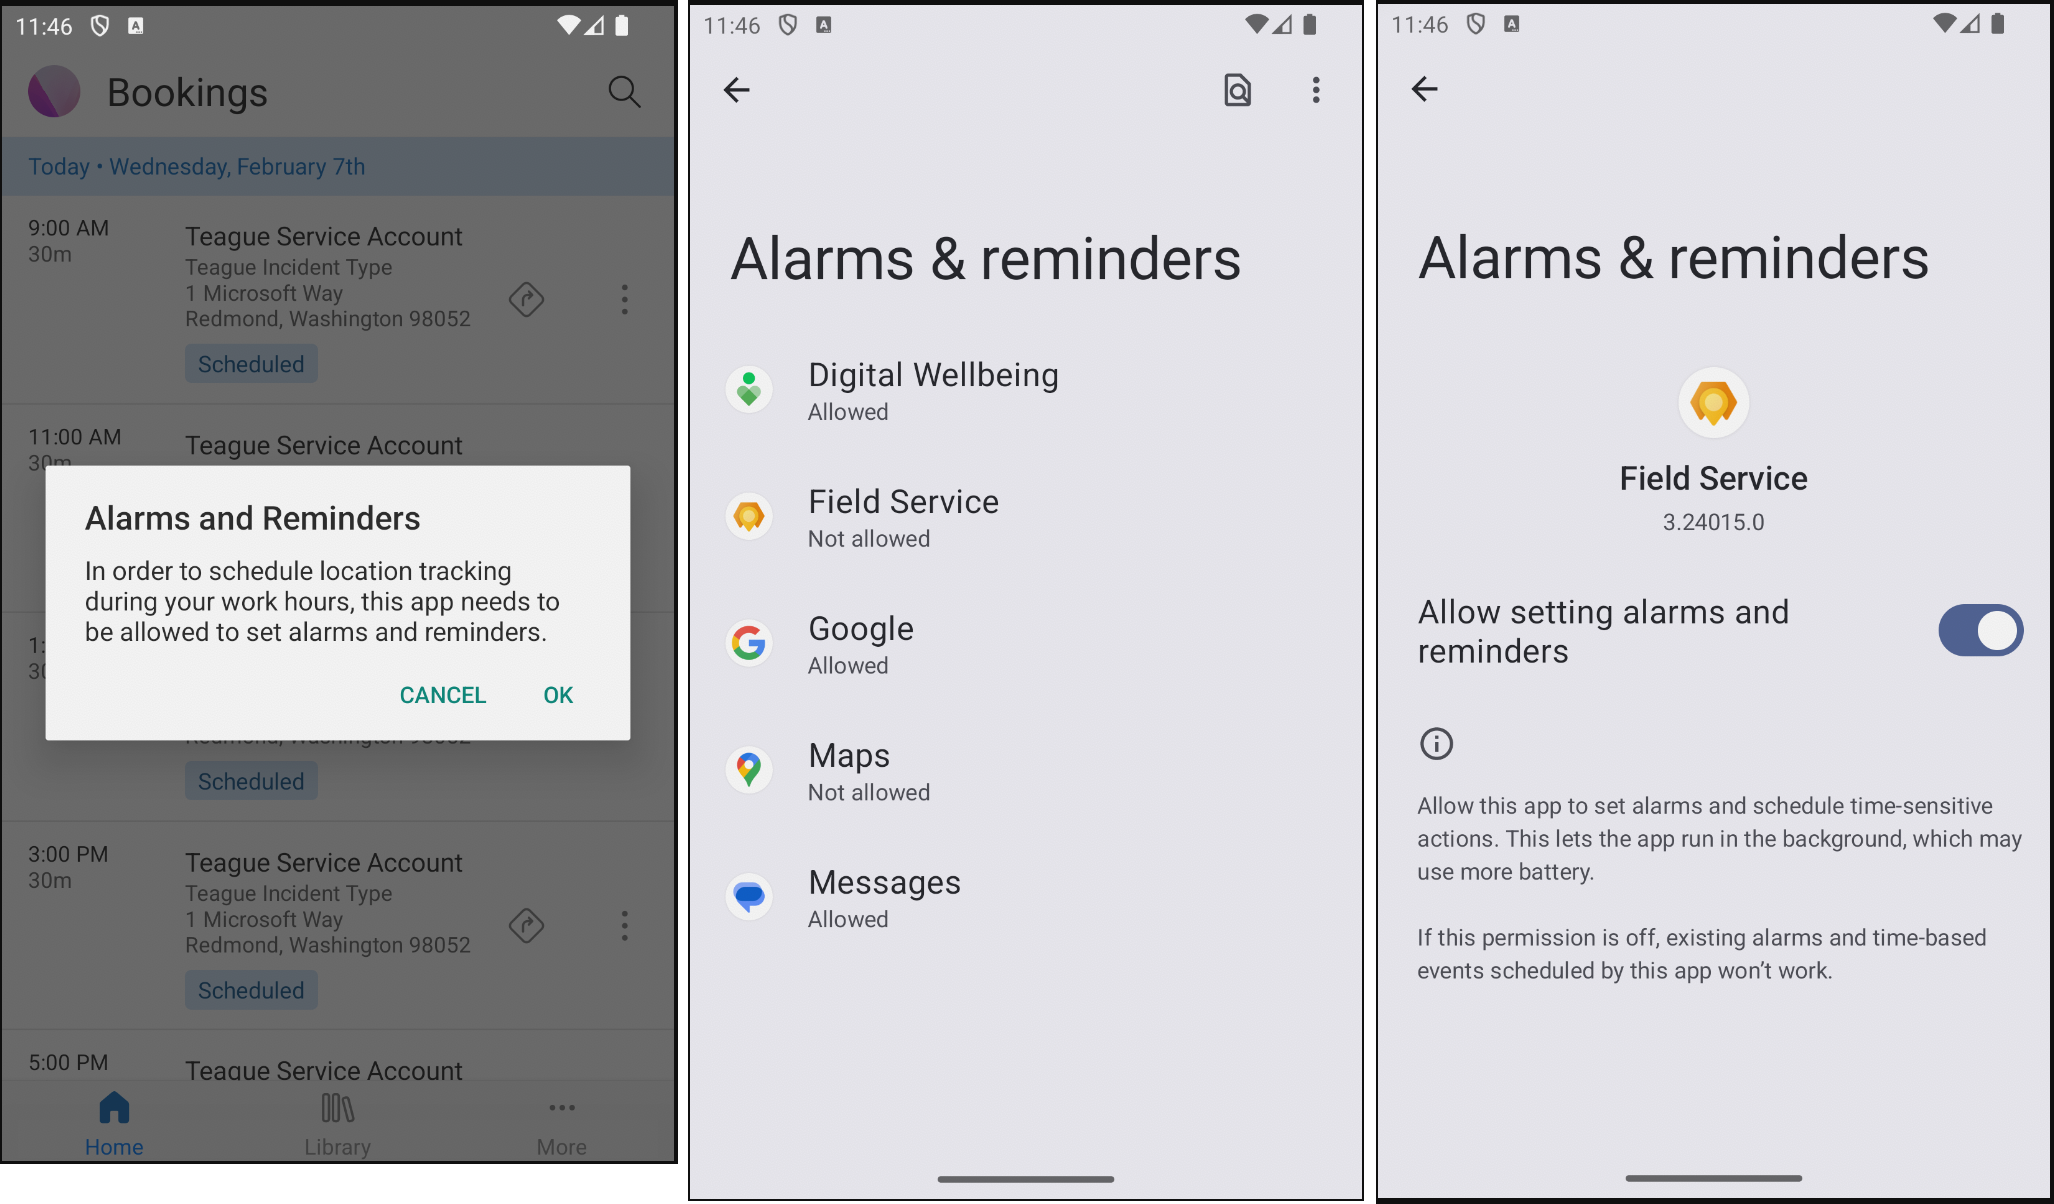 11:46
Bookings
Today • Wednesday, February 7th
9:00 AM
30m
Teague Service Account
Teague Incident Type
1 Microsoft Way
Redmond, Washington 98052
Scheduled
11:00 AM
30m
Teague Service Account
Alarms and Reminders
In order to schedule location tracking
during your work hours, this app needs to
be allowed to set alarms and reminders.
CANCEL OK
Scheduled
3:00 PM
30m
Teague Service Account
Teague Incident Type
1 Microsoft Way
Redmond, Washington 98052
Scheduled
5:00 PM
Teague Service Account
Home
Library
More
11:46
Alarms & reminders
Digital Wellbeing
Allowed
Field Service
Not allowed
Google
Allowed
Maps
Not allowed
Messages
Allowed
11:46
Alarms & reminders
Field Service
3.24015.0
Allow setting alarms and
reminders
Allow this app to set alarms and schedule time-sensitive
actions. This lets the app run in the background, which may
use more battery.
If this permission is off, existing alarms and time-based
events scheduled by this app won’t work.